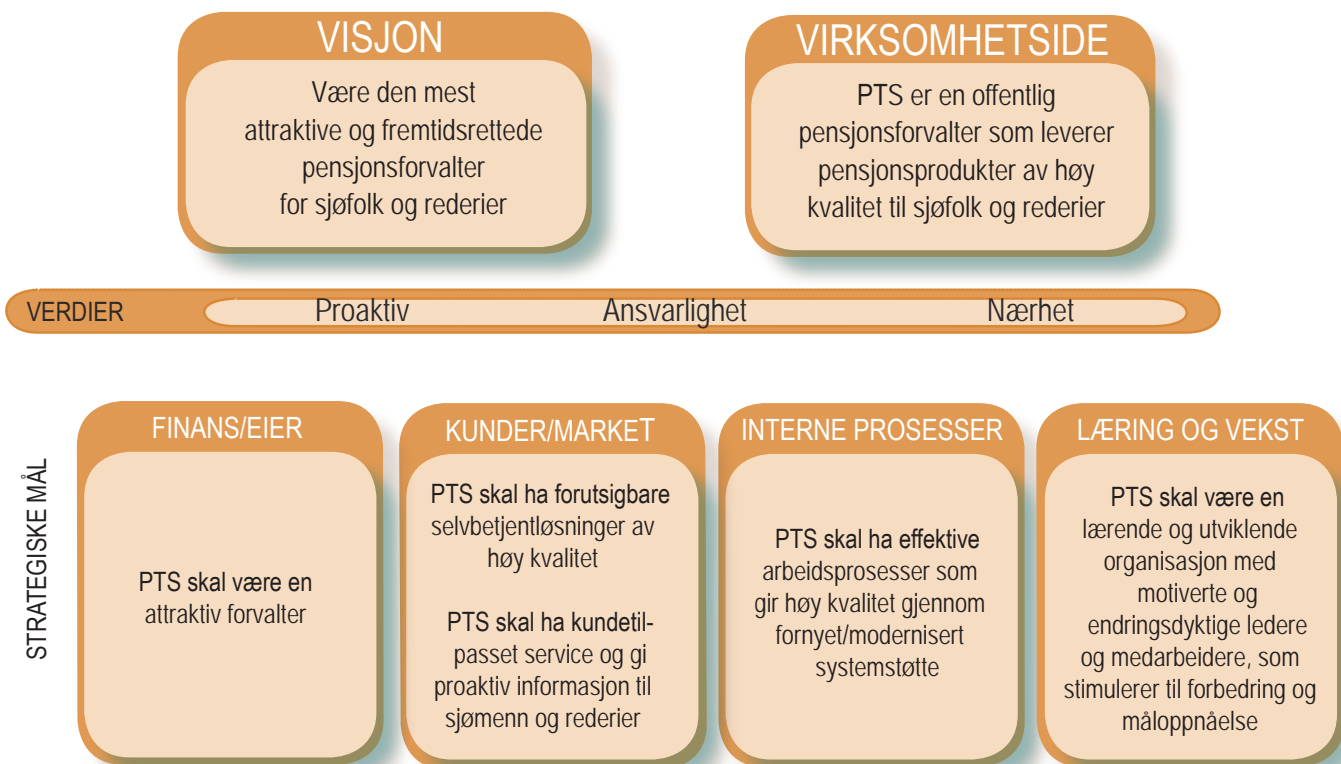 VISJON
Være den mest
attraktive og fremtidsrettede
pensjonsforvalter
for sjøfolk og rederier
VIRKSOMHETSIDE
PTS er en offentlig
pensjonsforvalter som leverer
pensjonsprodukter av høy
kvalitet til sjøfolk og rederier
VERDIER
Proaktiv
Ansvarlighet
Nærhet
STRATEGISKE MÅL
FINANS/EIER
PTS skal være en
attraktiv forvalter
KUNDER/MARKET
PTS skal ha forutsigbare
selvbetjentløsninger av
høy kvalitet
PTS skal ha kundetil-
passet service og gi
proaktiv informasjon til
sjømenn og rederier
INTERNE PROSESSER
PTS skal ha effektive
arbeidsprosesser som
gir høy kvalitet gjennom
fornyet/modernisert
systemstøtte
LÆRING OG VEKST
PTS skal være en
lærende og utviklende
organisasjon med
motiverte og
endringsdyktige ledere
og medarbeidere, som
stimulerer til forbedring og
måloppnåelse